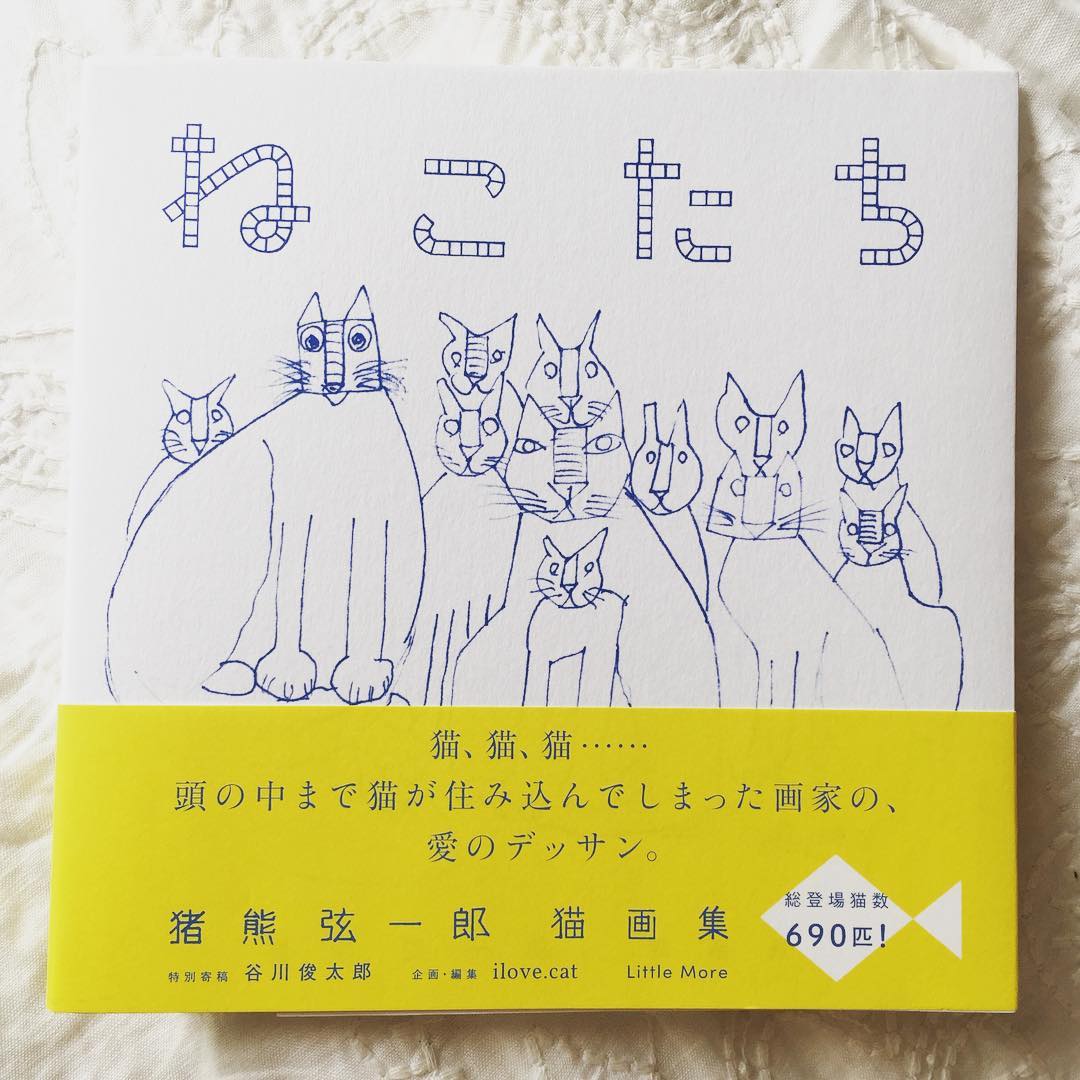 ねこたち
猫、猫、猫……
頭の中まで猫が住み込んでしまった画家の、
愛のデッサン。
猪熊弦一郎 猫画集
総登場猫数
690匹!
特別寄稿 谷川俊太郎 企画・編集 ilove.cat Little More